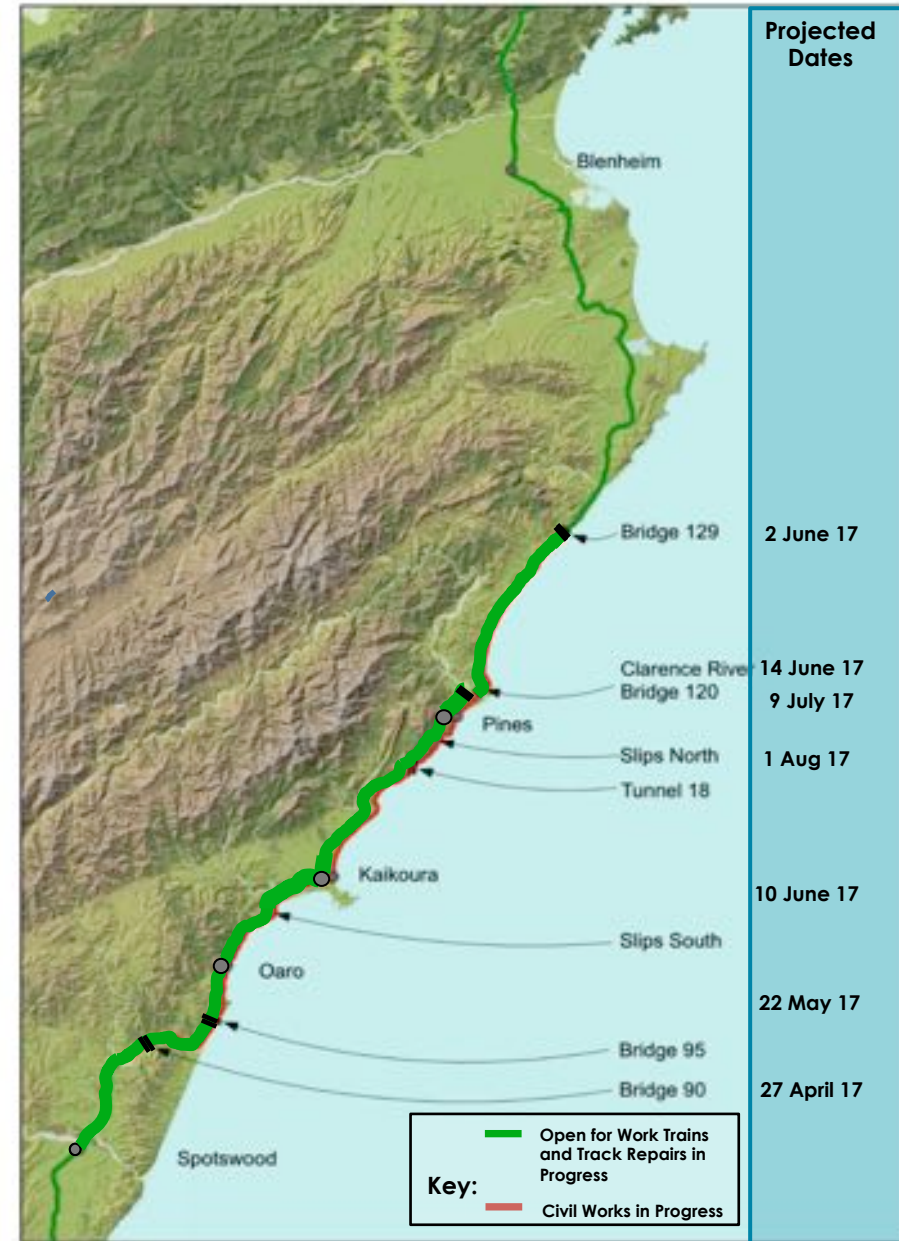 Projected
Dates
Blenheim
Bridge 129
2 June 17
Clarence River
14 June 17
Bridge 120
9 July 17
Pines
Slips North
1 Aug 17
Tunnel 18
Kaikoura
10 June 17
Slips South
Oaro
22 May 17
Bridge 95
Bridge 90
27 April 17
Spotswood
Key:
Open for Work Trains
and Track Repairs in
Progress
Civil Works in Progress